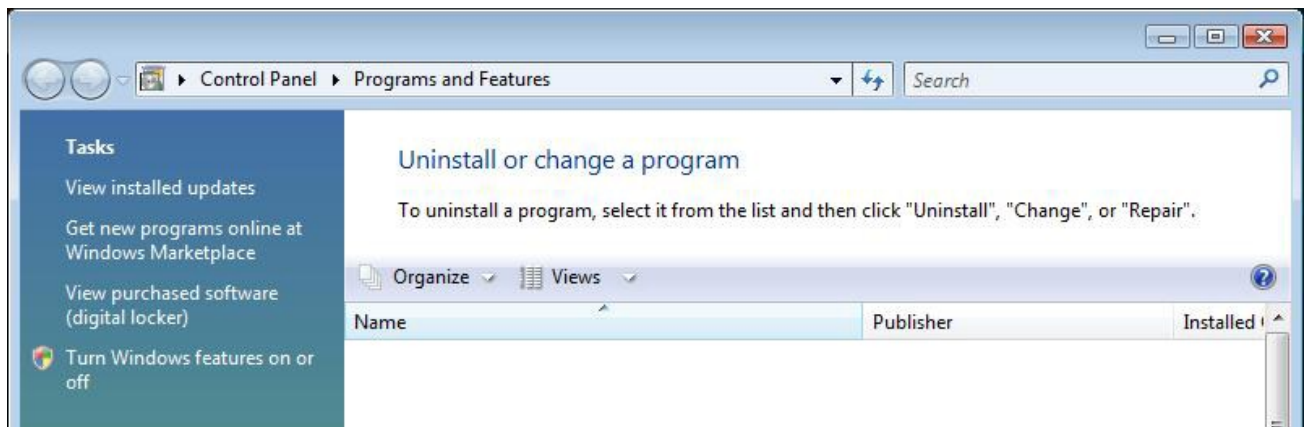 Control Panel Programs and Features
Search
Tasks
View installed updates
Get new programs online at
Windows Marketplace
View purchased software
(digital locker)
Turn Windows features on or
off
Uninstall or change a program
To uninstall a program, select it from the list and then click "Uninstall", "Change", or "Repair".
Organize Views
Name Publisher Installed